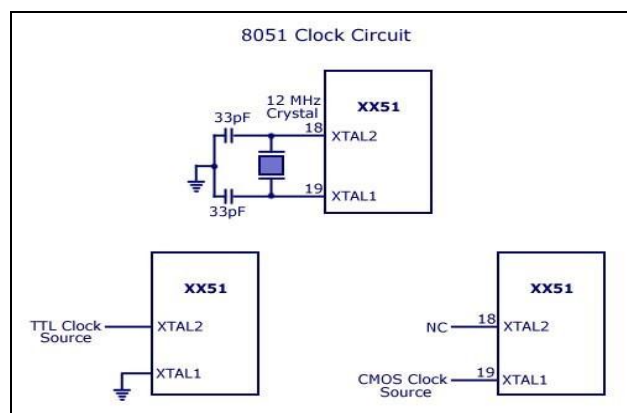 8051 Clock Circuit
12 MHz
Crystal
XX51
33pF
18
XTAL2
19
XTAL1
33pF
XX51
TTL Clock
Source
XTAL2
XTAL1
XX51
NC
18
XTAL2
CMOS Clock
Source
19
XTAL1